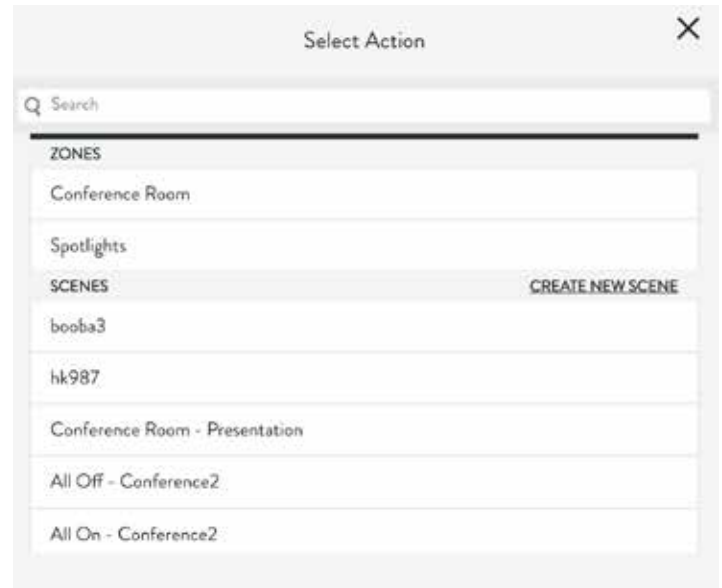 Select Action
Search
ZONES
Conference Room
Spotlights
SCENES CREATE NEW SCENE
booba3
hk987
Conference Room - Presentation
All Off - Conference2
All On - Conference2